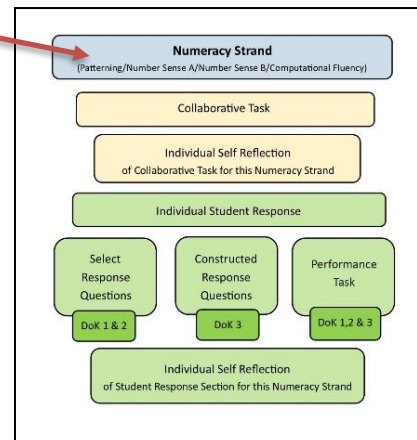 Numeracy Strand
(Patterning/Number Sense A/Number Sense B/Computational Fluency)
Collaborative Task
Individual Self Reflection
of Collaborative Task for this Numeracy Strand
Individual Student Response
Select
Response
Questions
DoK 1 & 2
Constructed
Response
Questions
DoK 3
Performance
Task
DoK 1,2 & 3
Individual Self Reflection
of Student Response Section for this Numeracy Strand